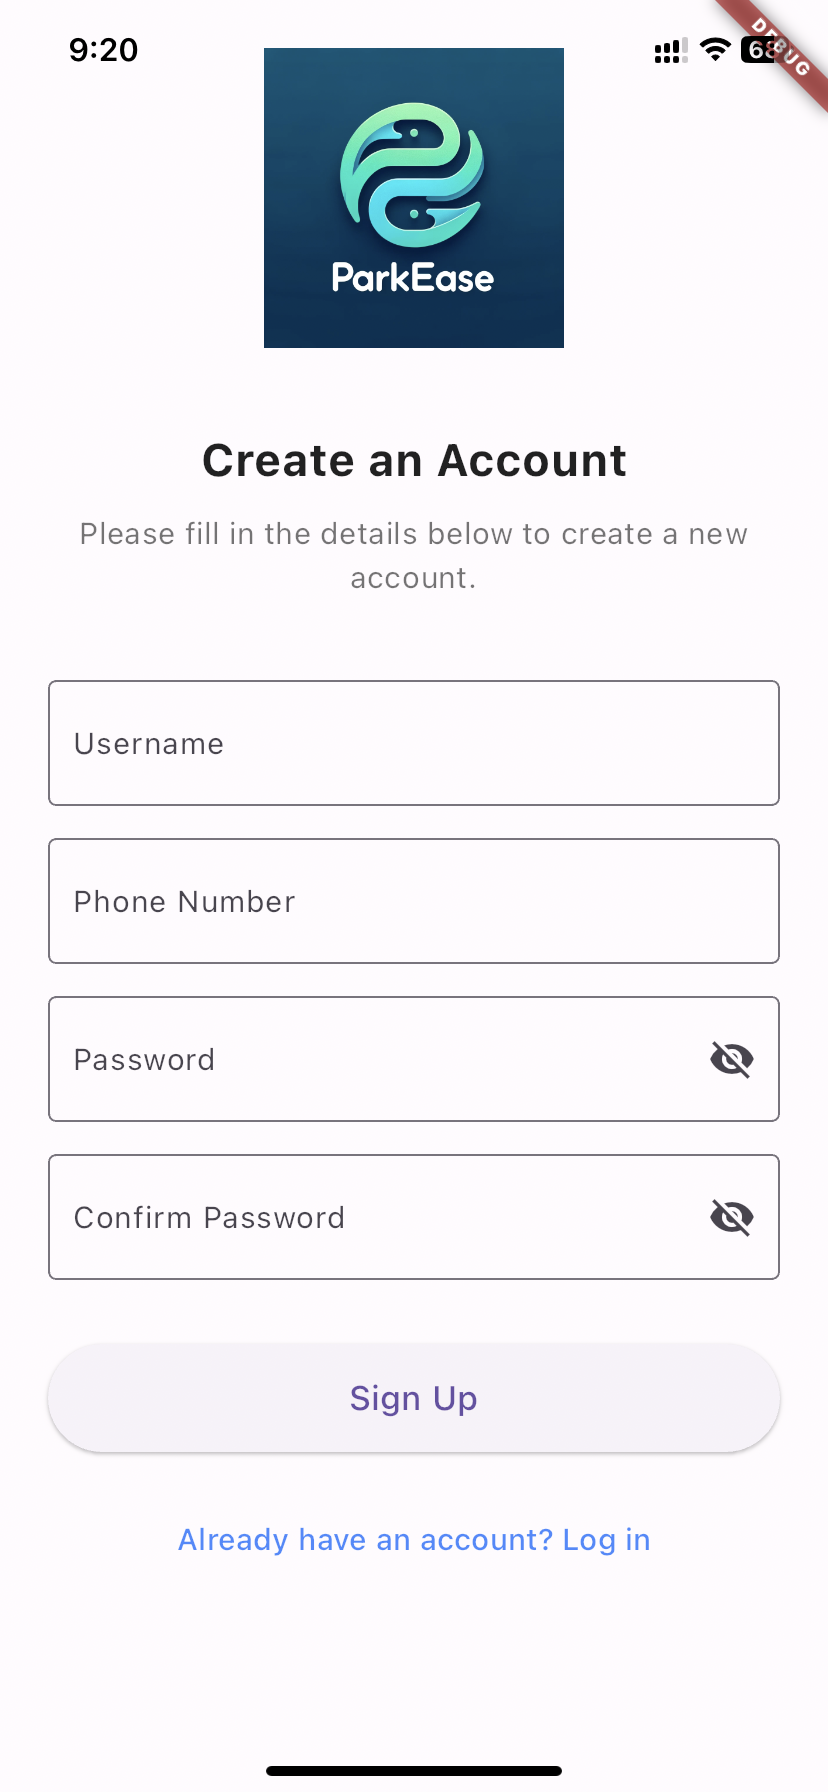 9:20
68
DEBUG
ParkEase
Create an Account
Please fill in the details below to create a new
account.
Username
Phone Number
Password
Confirm Password
Sign Up
Already have an account? Log in